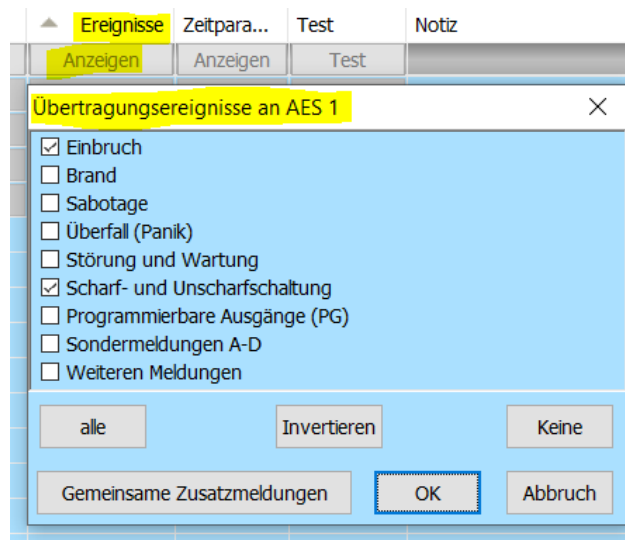 Ereignisse Zeitpara... Test Notiz
Anzeigen Anzeigen Test
Übertragungsereignisse an AES 1
Einbruch
Brand
Sabotage
Überfall (Panik)
Störung und Wartung
Scharf- und Unscharfschaltung
Programmierbare Ausgänge (PG)
Sondermeldungen A-D
Weiteren Meldungen
alle Invertieren Keine
Gemeinsame Zusatzmeldungen OK Abbruch